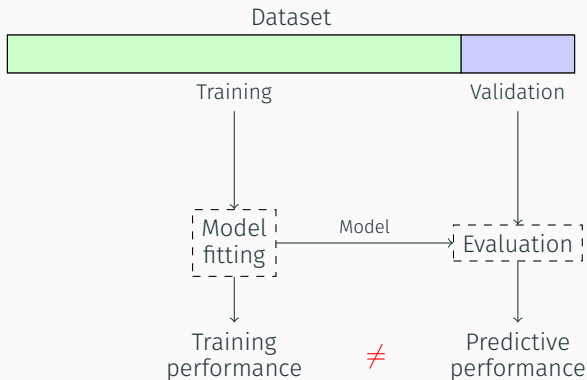 Dataset
Training
Validation
Model
fitting
Model
Evaluation
Training
performance
≠
Predictive
performance